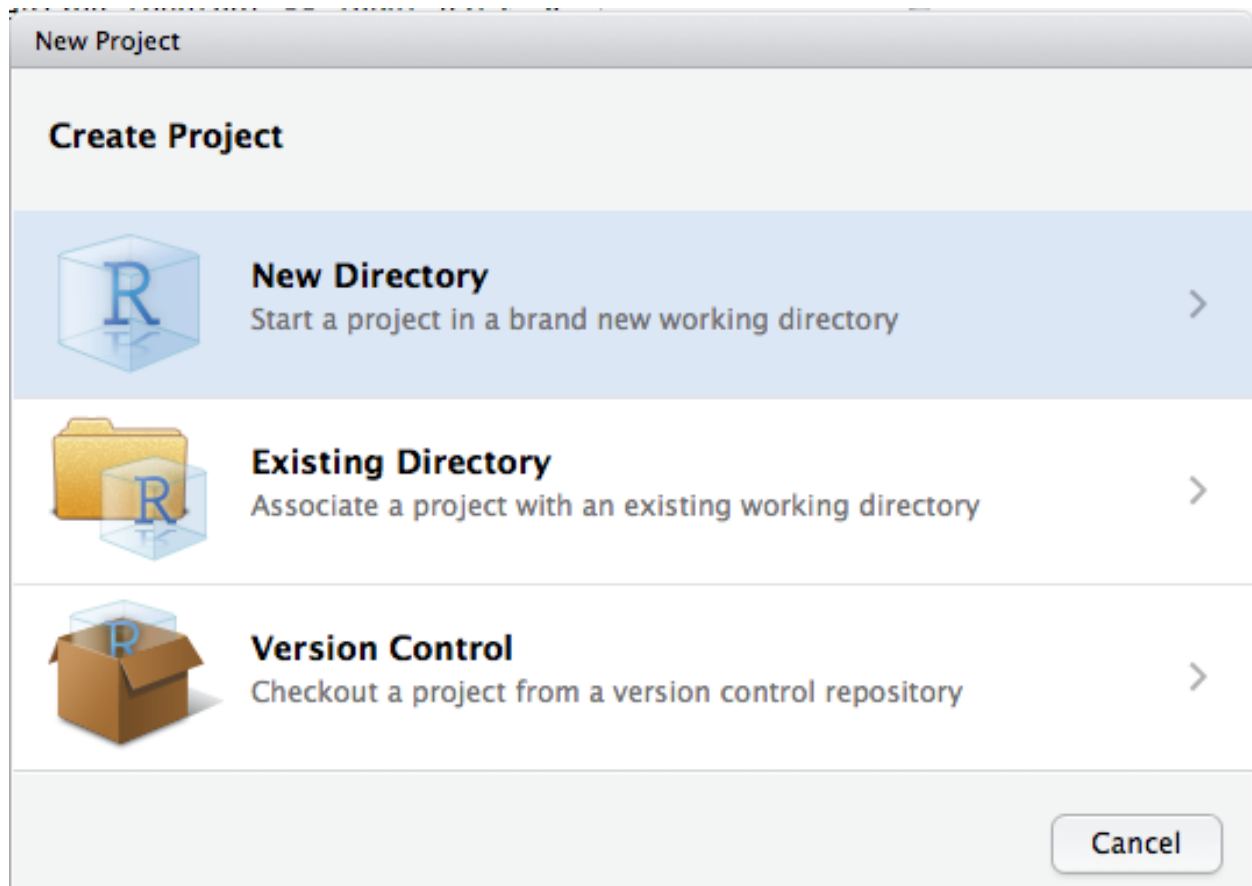 New Project
Create Project
R
New Directory
Start a project in a brand new working directory
R
Existing Directory
Associate a project with an existing working directory
R
Version Control
Checkout a project from a version control repository
Cancel